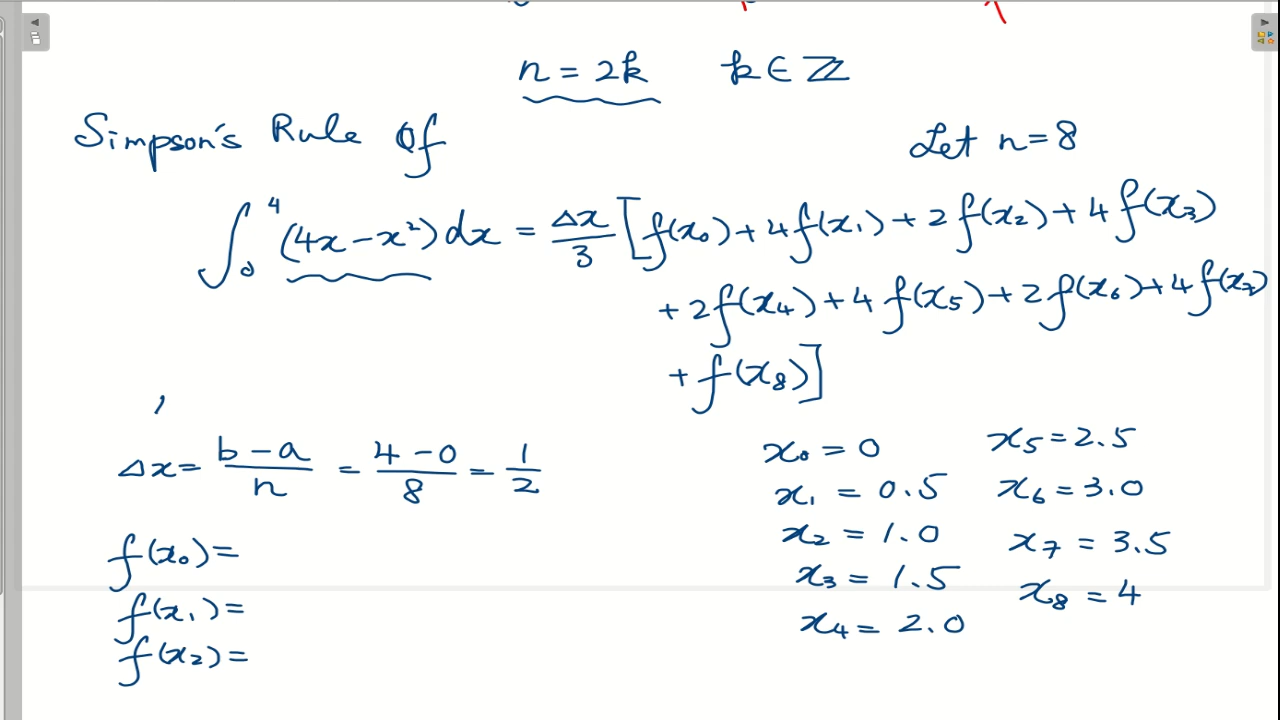 n = 2k   k ∈ ℤ
Simpson's Rule Of   Let n=8
∫₀⁴ (4x − x²) dx = Δx/3 [f(x₀) + 4f(x₁) + 2f(x₂) + 4f(x₃)
+ 2f(x₄) + 4f(x₅) + 2f(x₆) + 4f(x₇)
+ f(x₈)]
Δx = (b − a)/n = (4 − 0)/8 = 1/2
f(x₀) =
f(x₁) =
f(x₂) =
x₀ = 0
x₁ = 0.5
x₂ = 1.0
x₃ = 1.5
x₄ = 2.0
x₅ = 2.5
x₆ = 3.0
x₇ = 3.5
x₈ = 4